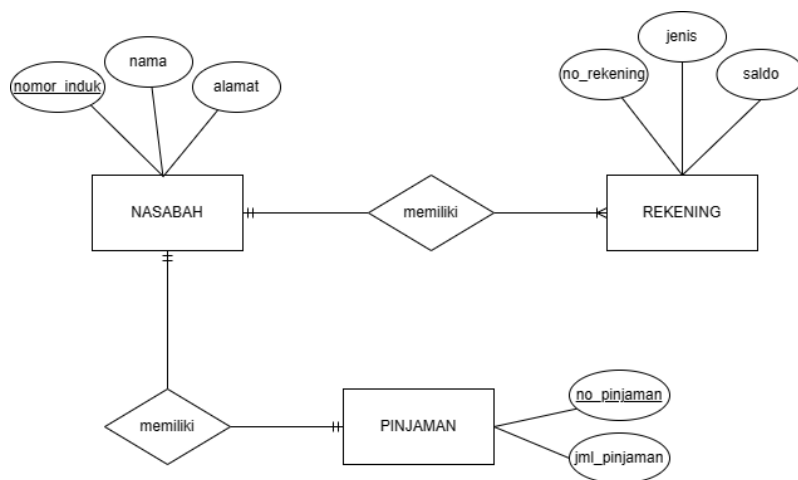 nama
nomor_induk
alamat
jenis
no_rekening
saldo
NASABAH
memiliki
REKENING
memiliki
PINJAMAN
no_pinjaman
jml_pinjaman